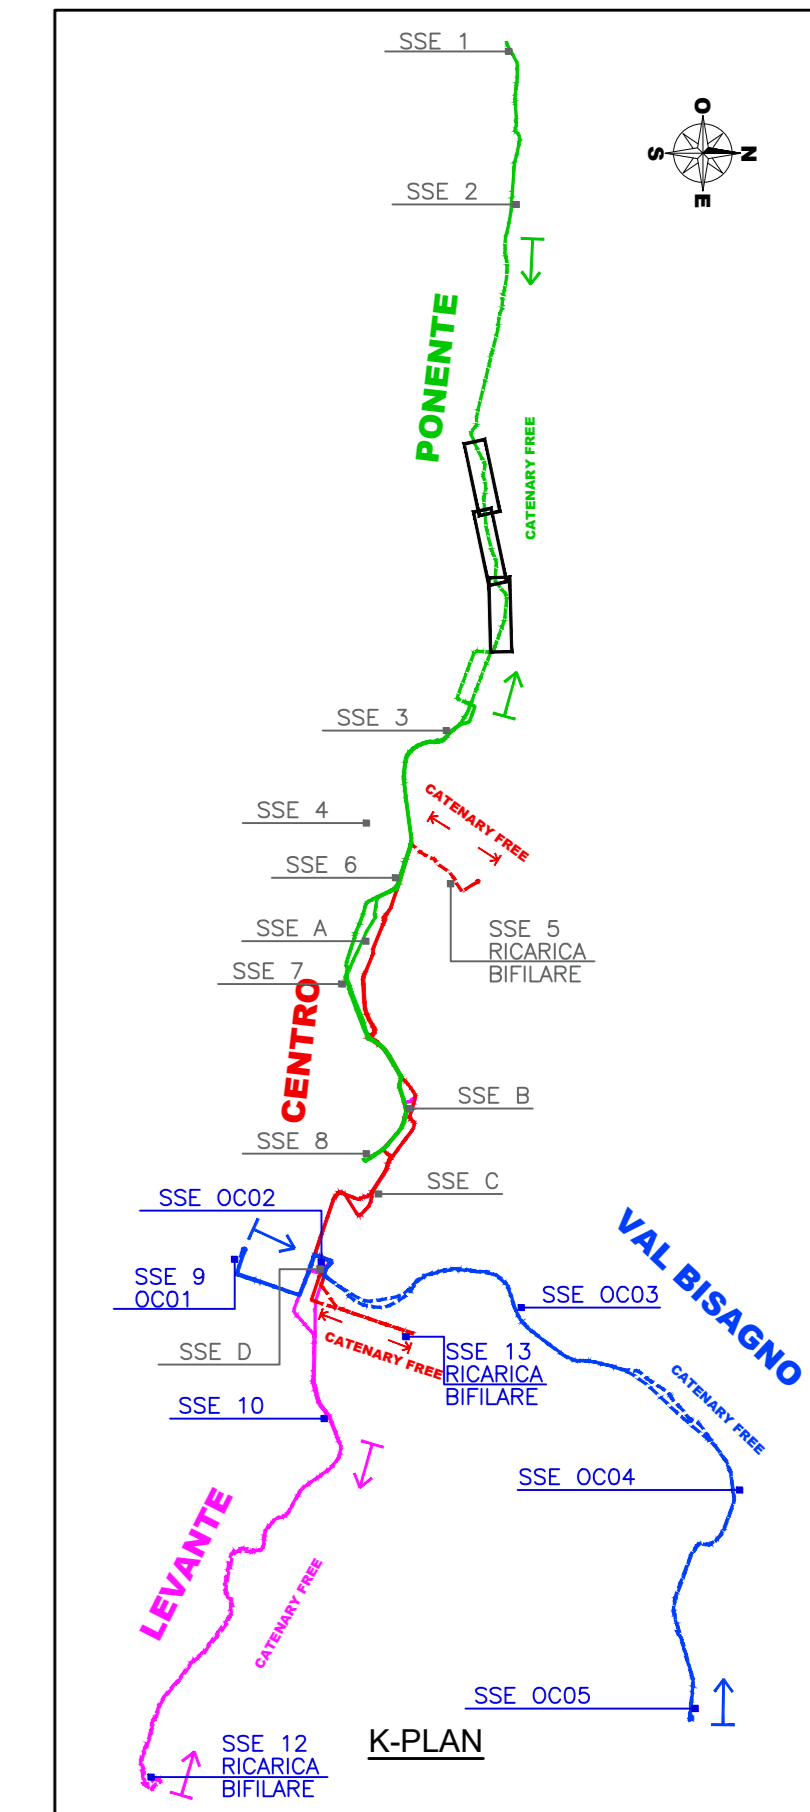 SSE 1
O
S
N
E
SSE 2
PONENTE
CATENARY FREE
SSE 3
CATENARY FREE
SSE 4
SSE 6
SSE A
SSE 5
RICARICA
BIFILARE
SSE 7
CENTRO
SSE B
SSE 8
SSE C
SSE OC02
VAL BISAGNO
SSE 9
OC01
SSE OC03
SSE D
CATENARY FREE
SSE 13
RICARICA
BIFILARE
CATENARY FREE
SSE 10
SSE OC04
LEVANTE
CATENARY FREE
SSE OC05
K-PLAN
SSE 12
RICARICA
BIFILARE